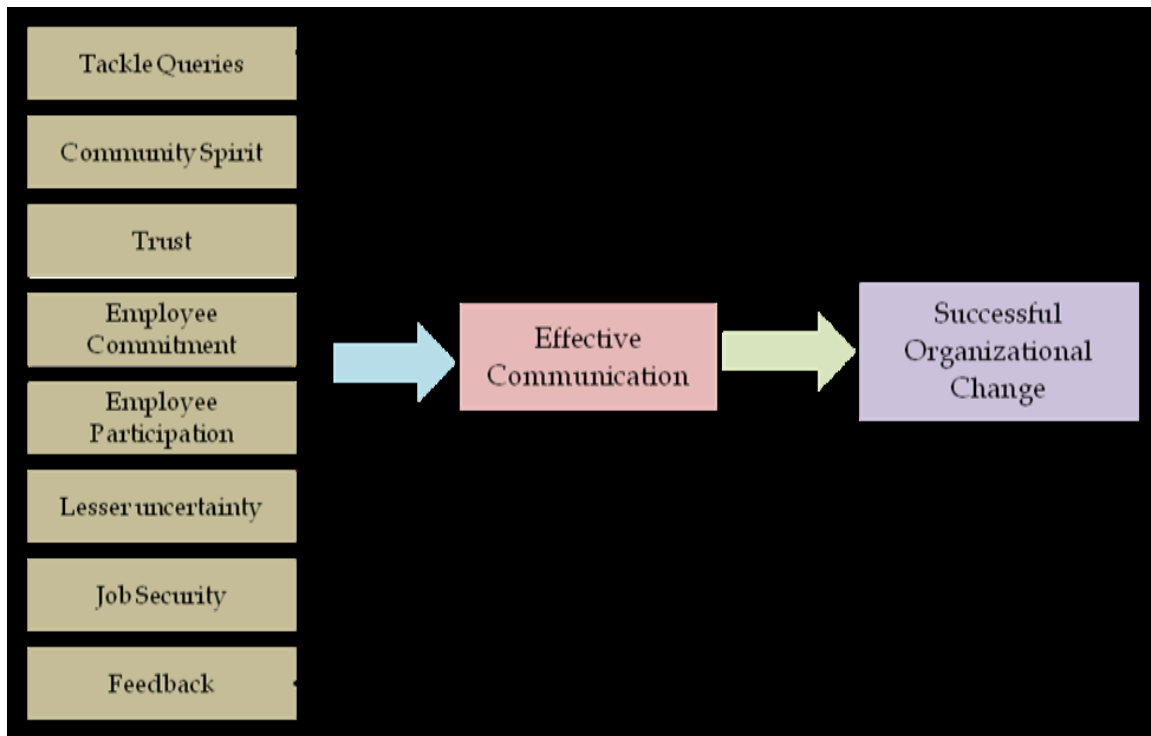 Tackle Queries
Community Spirit
Trust
Employee
Commitment
Employee
Participation
Lesser uncertainty
Job Security
Feedback
Effective
Communication
Successful
Organizational
Change